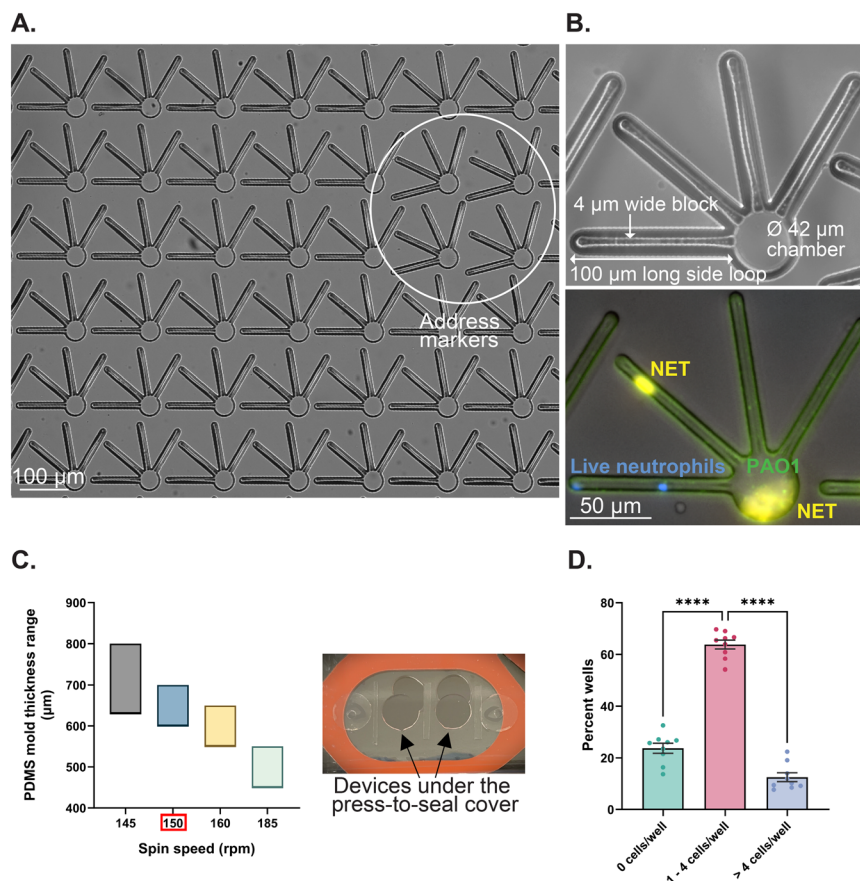 A.
Address
markers
100 µm
B.
4 µm wide block
Ø 42 µm
chamber
100 µm long side loop
NET
Live neutrophils
PAO1
NET
50 µm
C.
PDMS mold thickness range
(µm)
900
800
700
600
500
400
145
150
160
185
Spin speed (rpm)
Devices under the
press-to-seal cover
D.
Percent wells
80
60
40
20
0
****
****
0 cells/well
1 - 4 cells/well
> 4 cells/well